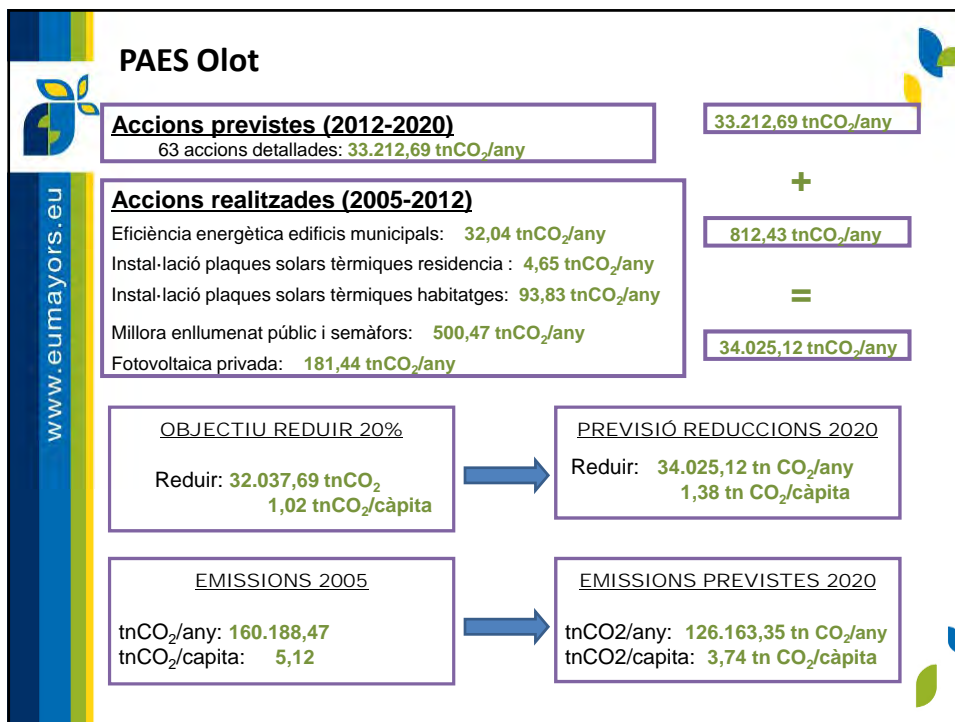 PAES Olot
www.eumayors.eu
Accions previstes (2012-2020)
63 accions detallades: 33.212,69 tnCO₂/any
Accions realitzades (2005-2012)
Eficiència energètica edificis municipals: 32,04 tnCO₂/any
Instal·lació plaques solars tèrmiques residencia : 4,65 tnCO₂/any
Instal·lació plaques solars tèrmiques habitatges: 93,83 tnCO₂/any
Millora enllumenat públic i semàfors: 500,47 tnCO₂/any
Fotovoltaica privada: 181,44 tnCO₂/any
33.212,69 tnCO₂/any
+
812,43 tnCO₂/any
=
34.025,12 tnCO₂/any
OBJECTIU REDUIR 20%
Reduir: 32.037,69 tnCO₂
1,02 tnCO₂/càpita
PREVISIÓ REDUCCIONS 2020
Reduir: 34.025,12 tn CO₂/any
1,38 tn CO₂/càpita
EMISSIONS 2005
tnCO₂/any: 160.188,47
tnCO₂/capita: 5,12
EMISSIONS PREVISTES 2020
tnCO2/any: 126.163,35 tn CO₂/any
tnCO2/capita: 3,74 tn CO₂/càpita